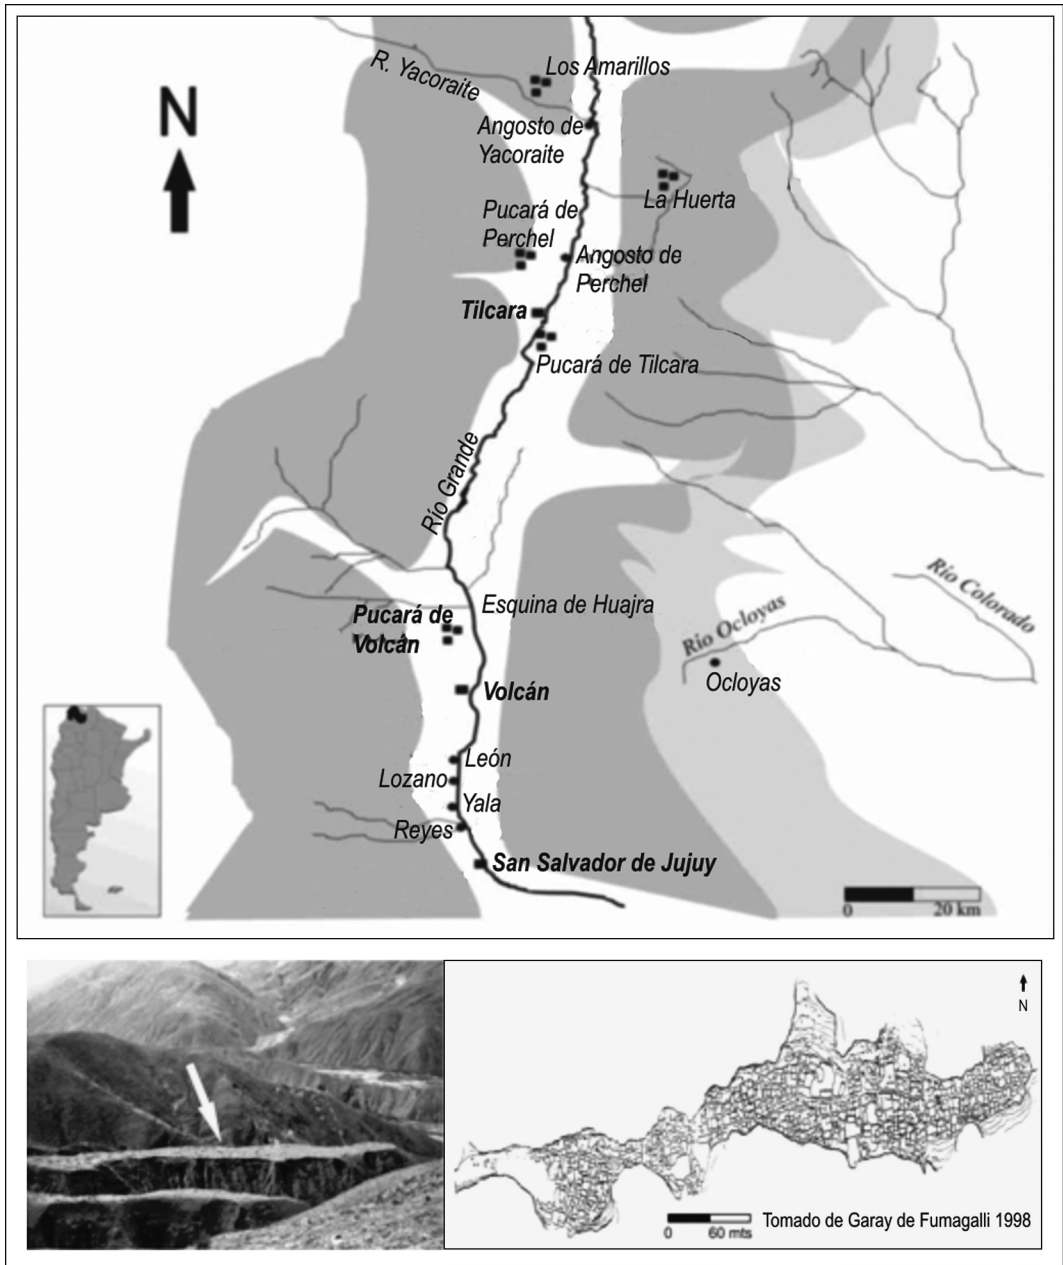 R. Yacoraite
Los Amarillos
N
Angosto de
Yacoraite
La Huerta
Pucará de
Perchel
Angosto de
Perchel
Tilcara
Pucará de Tilcara
Río Grande
Río Colorado
Esquina de Huajra
Pucará de
Volcán
Río Ocloyas
Ocloyas
Volcán
León
Lozano
Yala
Reyes
San Salvador de Jujuy
0 20 km
N
Tomado de Garay de Fumagalli 1998
0 60 mts